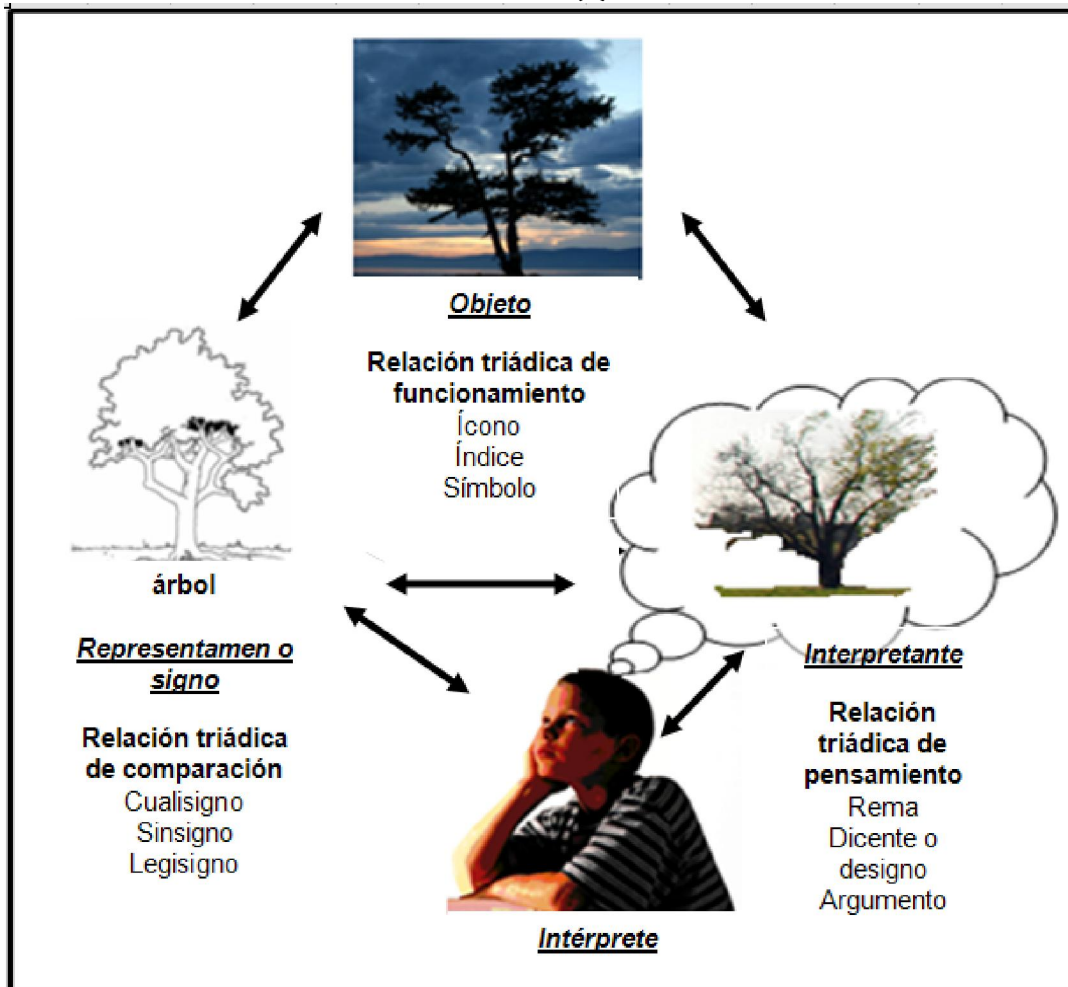 Objeto
Relación triádica de
funcionamiento
Ícono
Índice
Símbolo
árbol
Representamen o
signo
Relación triádica
de comparación
Cualisigno
Sinsigno
Legisigno
Interpretante
Relación
triádica de
pensamiento
Rema
Dicente o
designo
Argumento
Intérprete